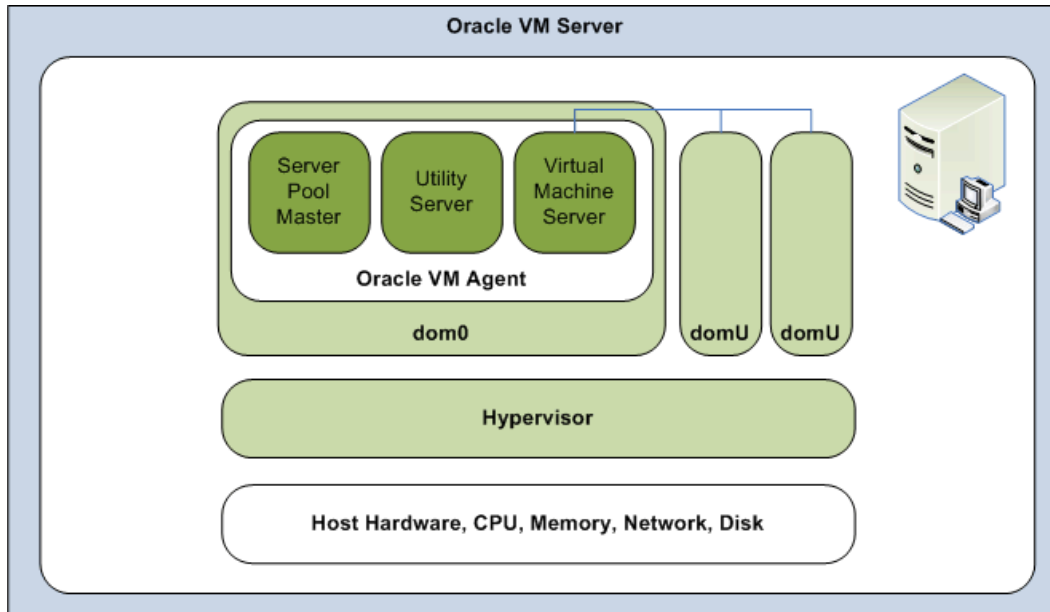 Oracle VM Server
Server
Pool
Master
Utility
Server
Virtual
Machine
Server
Oracle VM Agent
dom0
domU
domU
Hypervisor
Host Hardware, CPU, Memory, Network, Disk